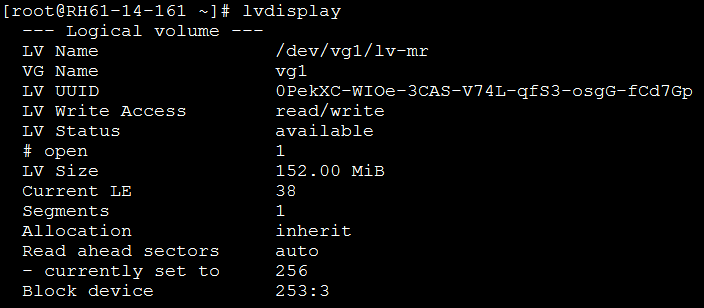 [root@RH61-14-161 ~]# lvdisplay
--- Logical volume ---
LV Name                /dev/vg1/lv-mr
VG Name                vg1
LV UUID                0PekXC-WIOe-3CAS-V74L-qfS3-osgG-fCd7Gp
LV Write Access        read/write
LV Status              available
# open                 1
LV Size                152.00 MiB
Current LE             38
Segments               1
Allocation             inherit
Read ahead sectors     auto
- currently set to     256
Block device           253:3